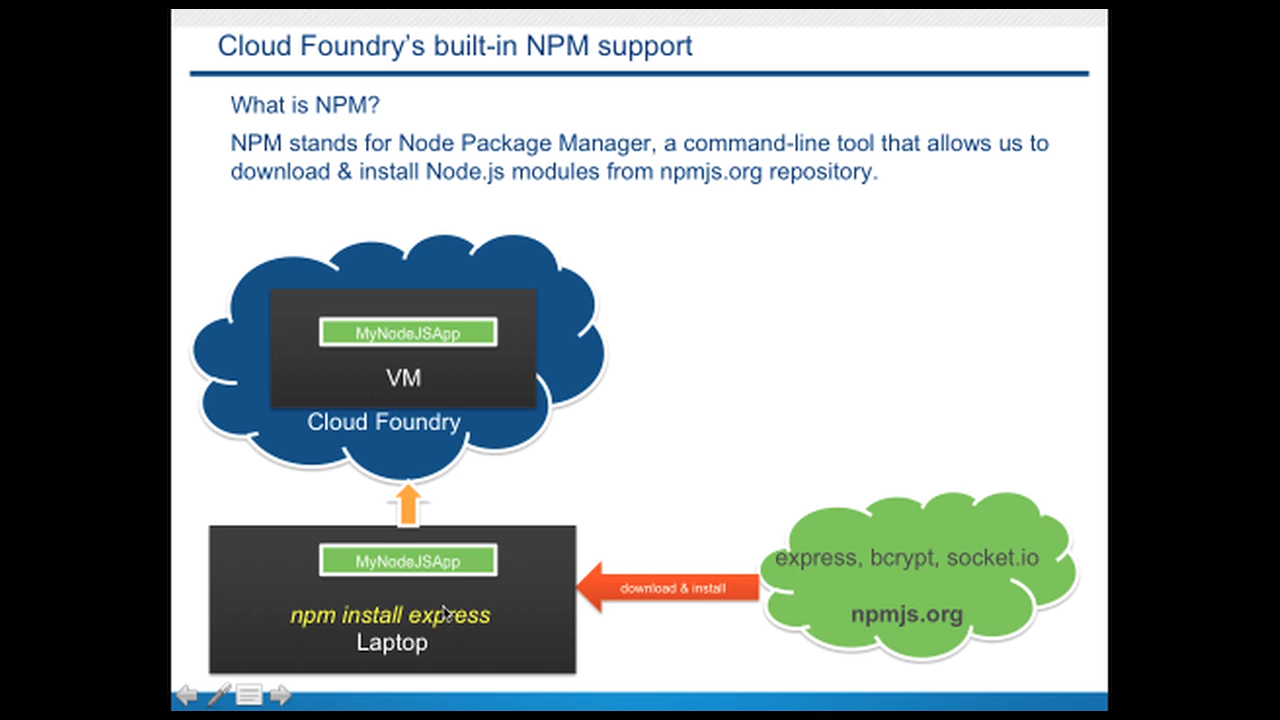 Cloud Foundry's built-in NPM support
What is NPM?
NPM stands for Node Package Manager, a command-line tool that allows us to
download & install Node.js modules from npmjs.org repository.
MyNodeJSApp
VM
Cloud Foundry
MyNodeJSApp
npm install express
Laptop
download & install
express, bcrypt, socket.io
npmjs.org